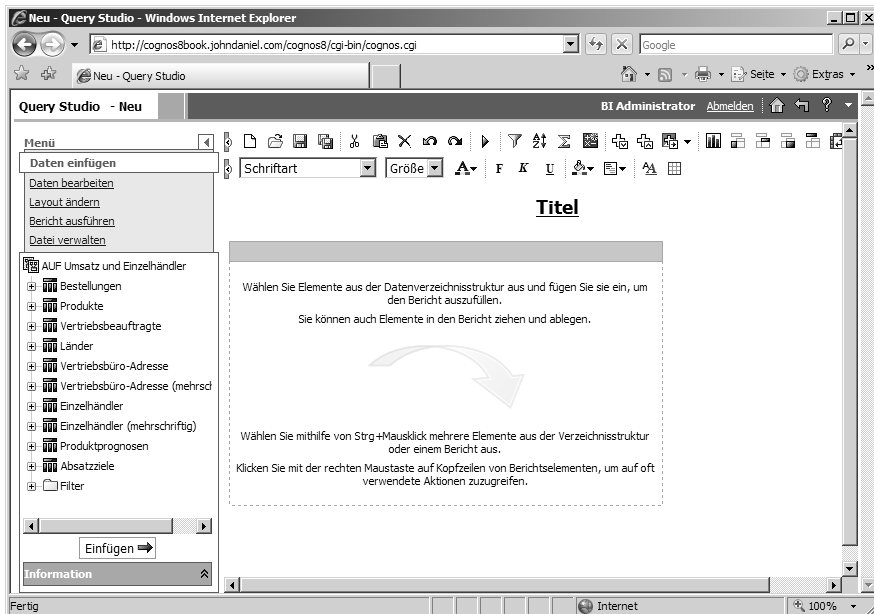 Neu - Query Studio - Windows Internet Explorer
http://cognos8book.johndaniel.com/cognos8/cgi-bin/cognos.cgi
Google
Neu - Query Studio
Seite
Extras
»
Query Studio - Neu
BI Administrator
Abmelden
?
Menü
Daten einfügen
Daten bearbeiten
Layout ändern
Bericht ausführen
Datei verwalten
Schriftart
Größe
A
F K U
Titel
AUF Umsatz und Einzelhändler
Bestellungen
Produkte
Vertriebsbeauftragte
Länder
Vertriebsbüro-Adresse
Vertriebsbüro-Adresse (mehrsch
Einzelhändler
Einzelhändler (mehrschriftig)
Produktprognosen
Absatzziele
Filter
Einfügen
Information
Wählen Sie Elemente aus der Datenverzeichnisstruktur aus und fügen Sie sie ein, um
den Bericht auszufüllen.
Sie können auch Elemente in den Bericht ziehen und ablegen.
Wählen Sie mithilfe von Strg+Mausklick mehrere Elemente aus der Verzeichnisstruktur
oder einem Bericht aus.
Klicken Sie mit der rechten Maustaste auf Kopfzeilen von Berichtselementen, um auf oft
verwendete Aktionen zuzugreifen.
Fertig
Internet
100%